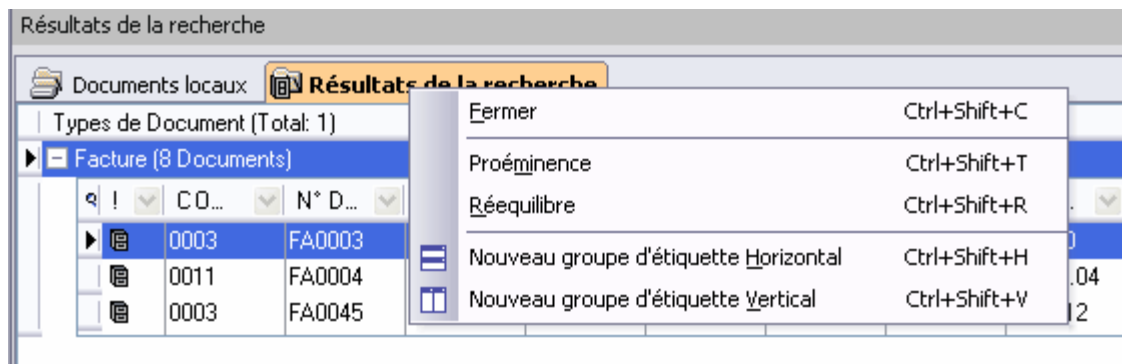 Résultats de la recherche
Documents locaux Résultats de la recherche
Types de Document (Total: 1)
Facture (8 Documents)
! CO... N° D...
0003 FA0003
0011 FA0004 .04
0003 FA0045 12
Fermer Ctrl+Shift+C
Proéminence Ctrl+Shift+T
Réequilibre Ctrl+Shift+R
Nouveau groupe d'étiquette Horizontal Ctrl+Shift+H
Nouveau groupe d'étiquette Vertical Ctrl+Shift+V